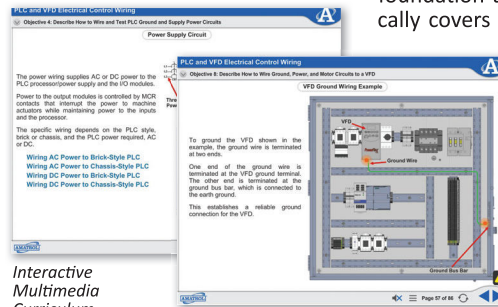 foundation a
cally covers
PLC and VFD Electrical Control Wiring
Objective 4: Describe How to Wire and Test PLC Ground and Supply Power Circuits
Power Supply Circuit
The power wiring supplies AC or DC power to the
PLC processor/power supply and the I/O modules.
Power to the output modules is controlled by MCR
contacts that interrupt the power to machine
actuators while maintaining power to the inputs
and the processor.
The specific wiring depends on the PLC style,
brick or chassis, and the PLC power required, AC
or DC.
Wiring AC Power to Brick-Style PLC
Wiring AC Power to Chassis-Style PLC
Wiring DC Power to Brick-Style PLC
Wiring DC Power to Chassis-Style PLC
AMATROL
PLC and VFD Electrical Control Wiring
Objective 8: Describe How to Wire Ground, Power, and Motor Circuits to a VFD
VFD Ground Wiring Example
To ground the VFD shown in the
example, the ground wire is terminated
at two ends.
One end of the ground wire is
terminated at the VFD ground terminal.
The other end is terminated at the
ground bus bar, which is connected to
the earth ground.
This establishes a reliable ground
connection for the VFD.
VFD
Ground Wire
Ground Bus Bar
AMATROL
Page 57 of 86
Interactive
Multimedia
Curriculum